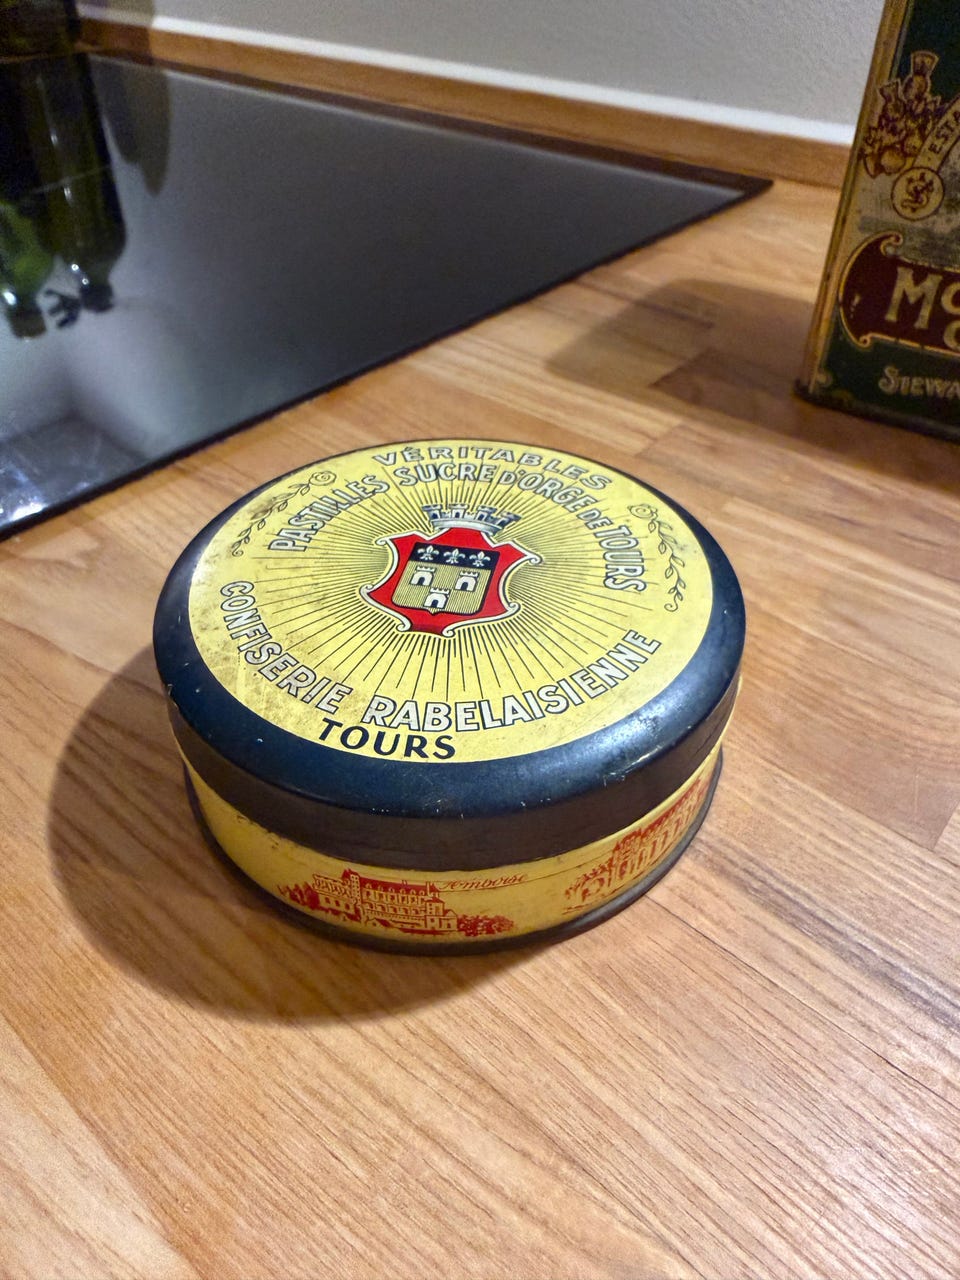 VÉRITABLES
PASTILLES SUCRE D'ORGE DE TOURS
CONFISERIE RABELAISIENNE
TOURS
Amboise